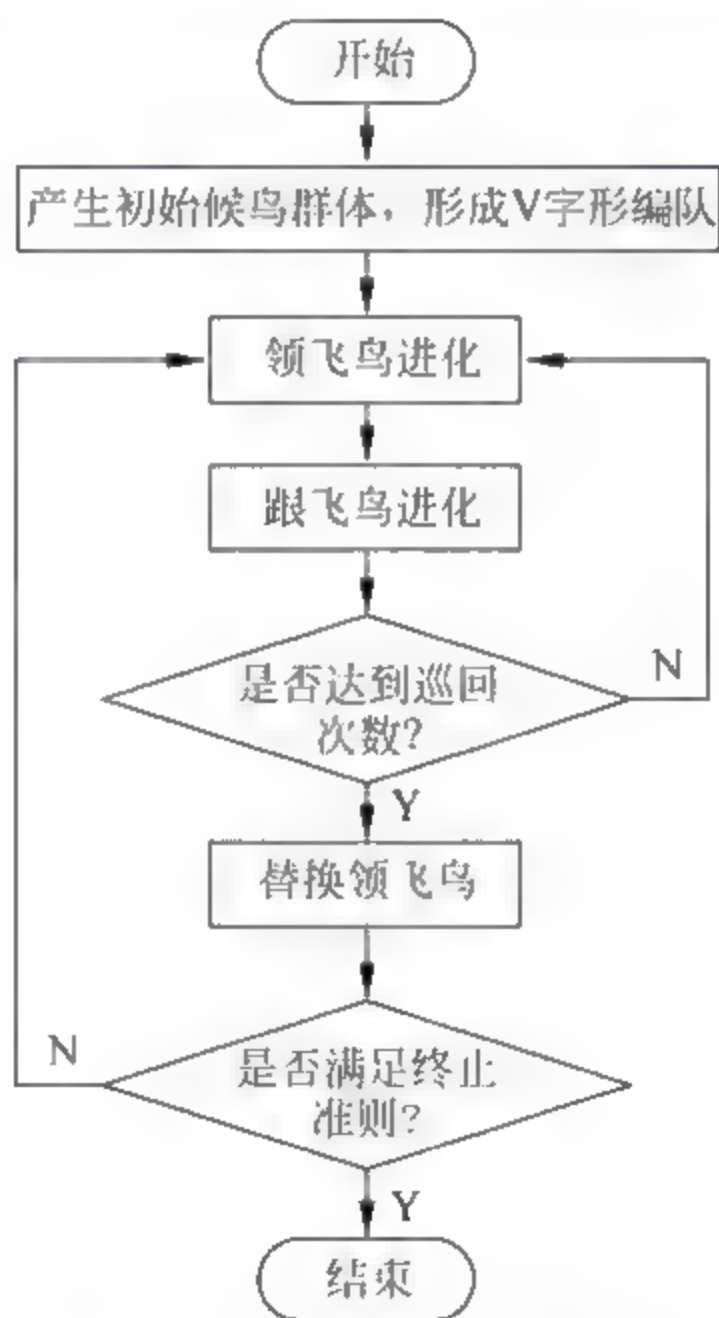 开始
产生初始候鸟群体，形成V字形编队
领飞鸟进化
跟飞鸟进化
是否达到巡回
次数?
N
Y
替换领飞鸟
是否满足终止
准则?
N
Y
结束